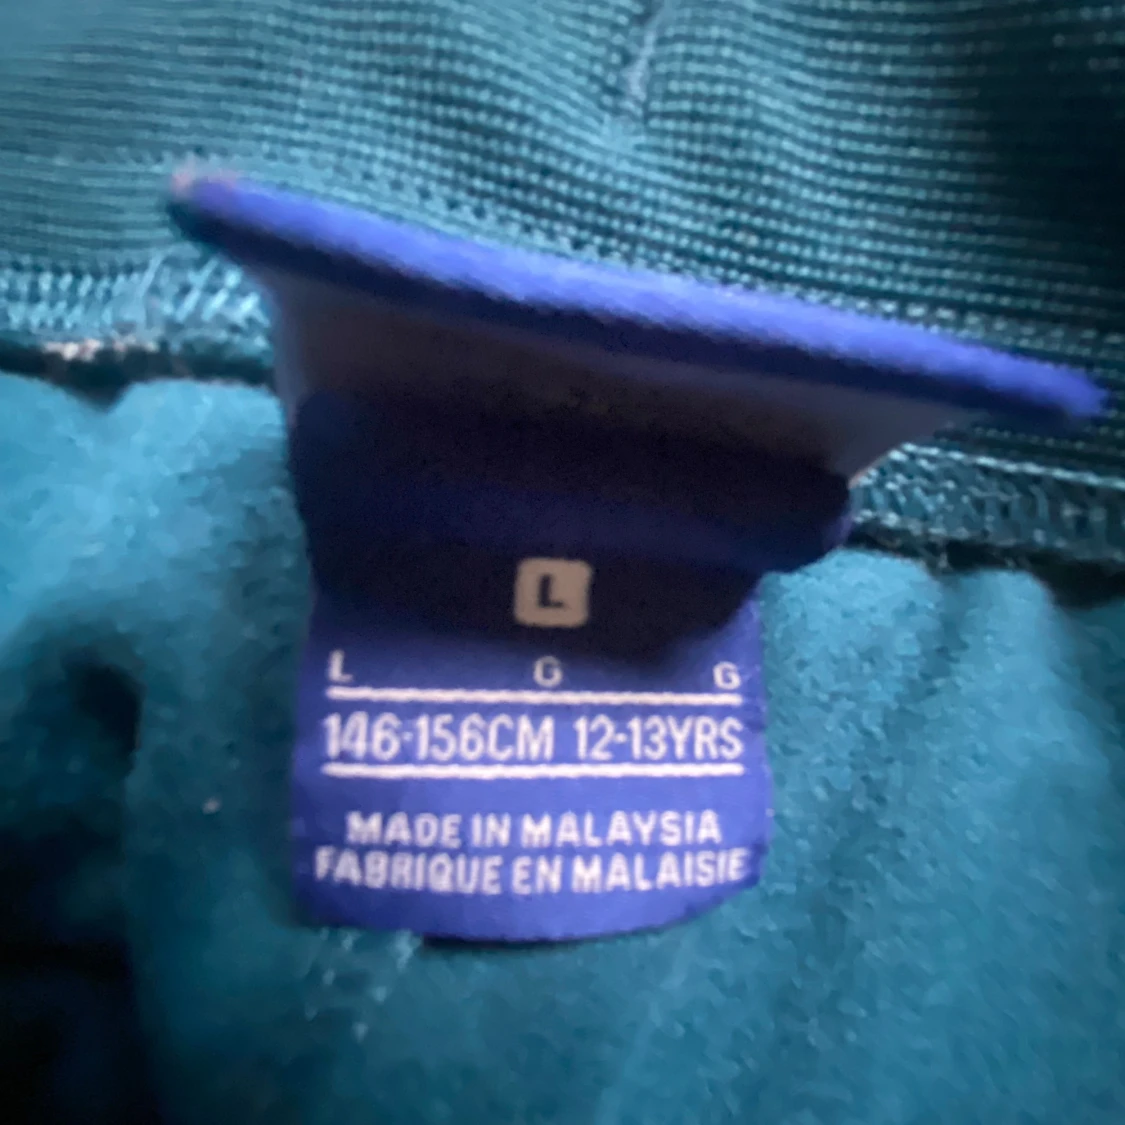 L
L G G
146-156CM 12-13YRS
MADE IN MALAYSIA
FABRIQUE EN MALAISIE